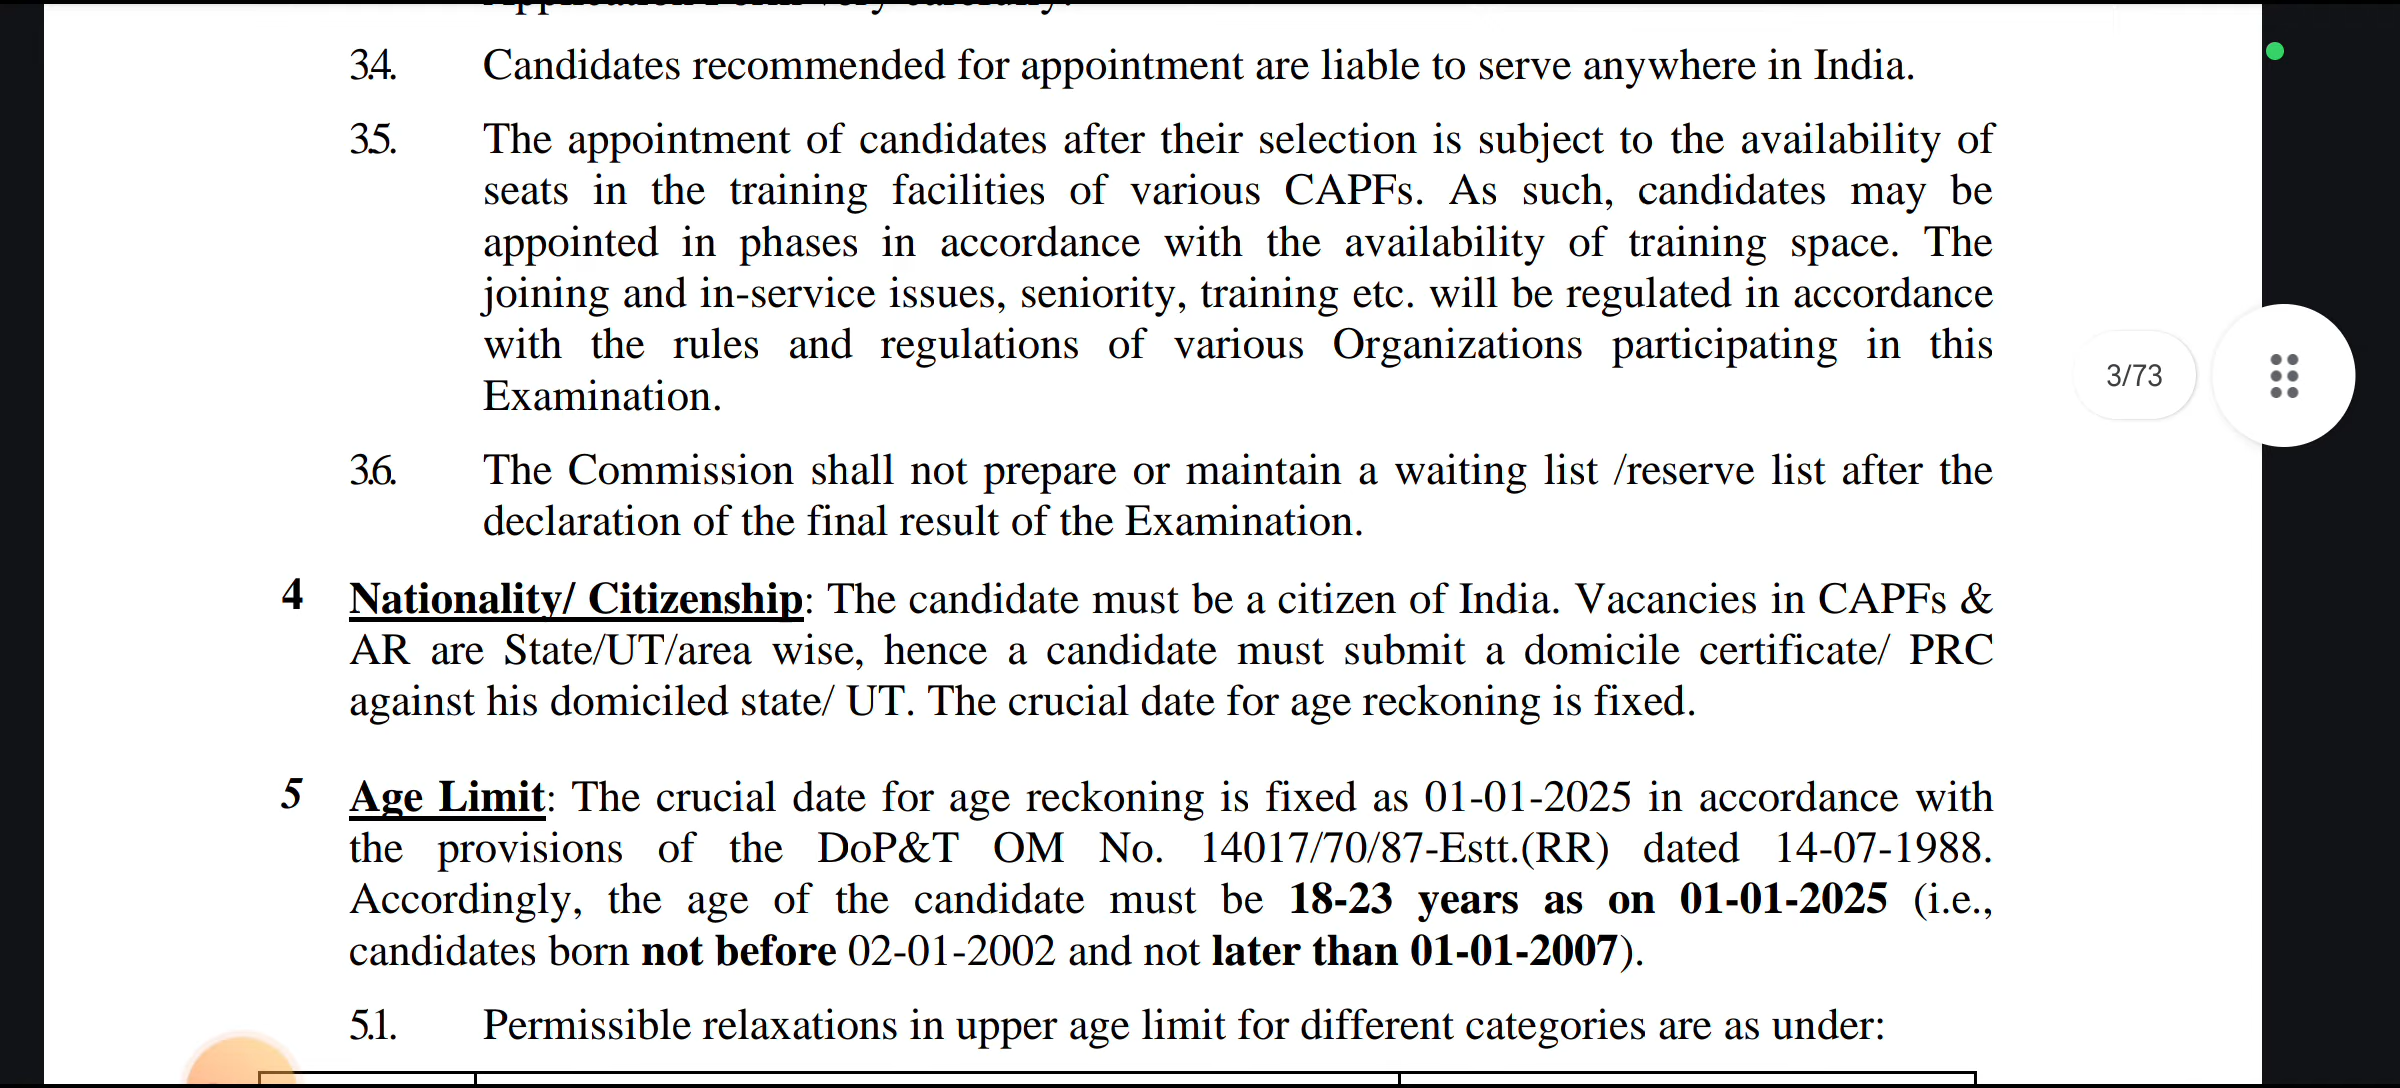 3.4. Candidates recommended for appointment are liable to serve anywhere in India.
3.5. The appointment of candidates after their selection is subject to the availability of
seats in the training facilities of various CAPFs. As such, candidates may be
appointed in phases in accordance with the availability of training space. The
joining and in-service issues, seniority, training etc. will be regulated in accordance
with the rules and regulations of various Organizations participating in this
Examination.
3/73
3.6. The Commission shall not prepare or maintain a waiting list /reserve list after the
declaration of the final result of the Examination.
4 Nationality/ Citizenship: The candidate must be a citizen of India. Vacancies in CAPFs &
AR are State/UT/area wise, hence a candidate must submit a domicile certificate/ PRC
against his domiciled state/ UT. The crucial date for age reckoning is fixed.
5 Age Limit: The crucial date for age reckoning is fixed as 01-01-2025 in accordance with
the provisions of the DoP&T OM No. 14017/70/87-Estt.(RR) dated 14-07-1988.
Accordingly, the age of the candidate must be 18-23 years as on 01-01-2025 (i.e.,
candidates born not before 02-01-2002 and not later than 01-01-2007).
5.1. Permissible relaxations in upper age limit for different categories are as under: